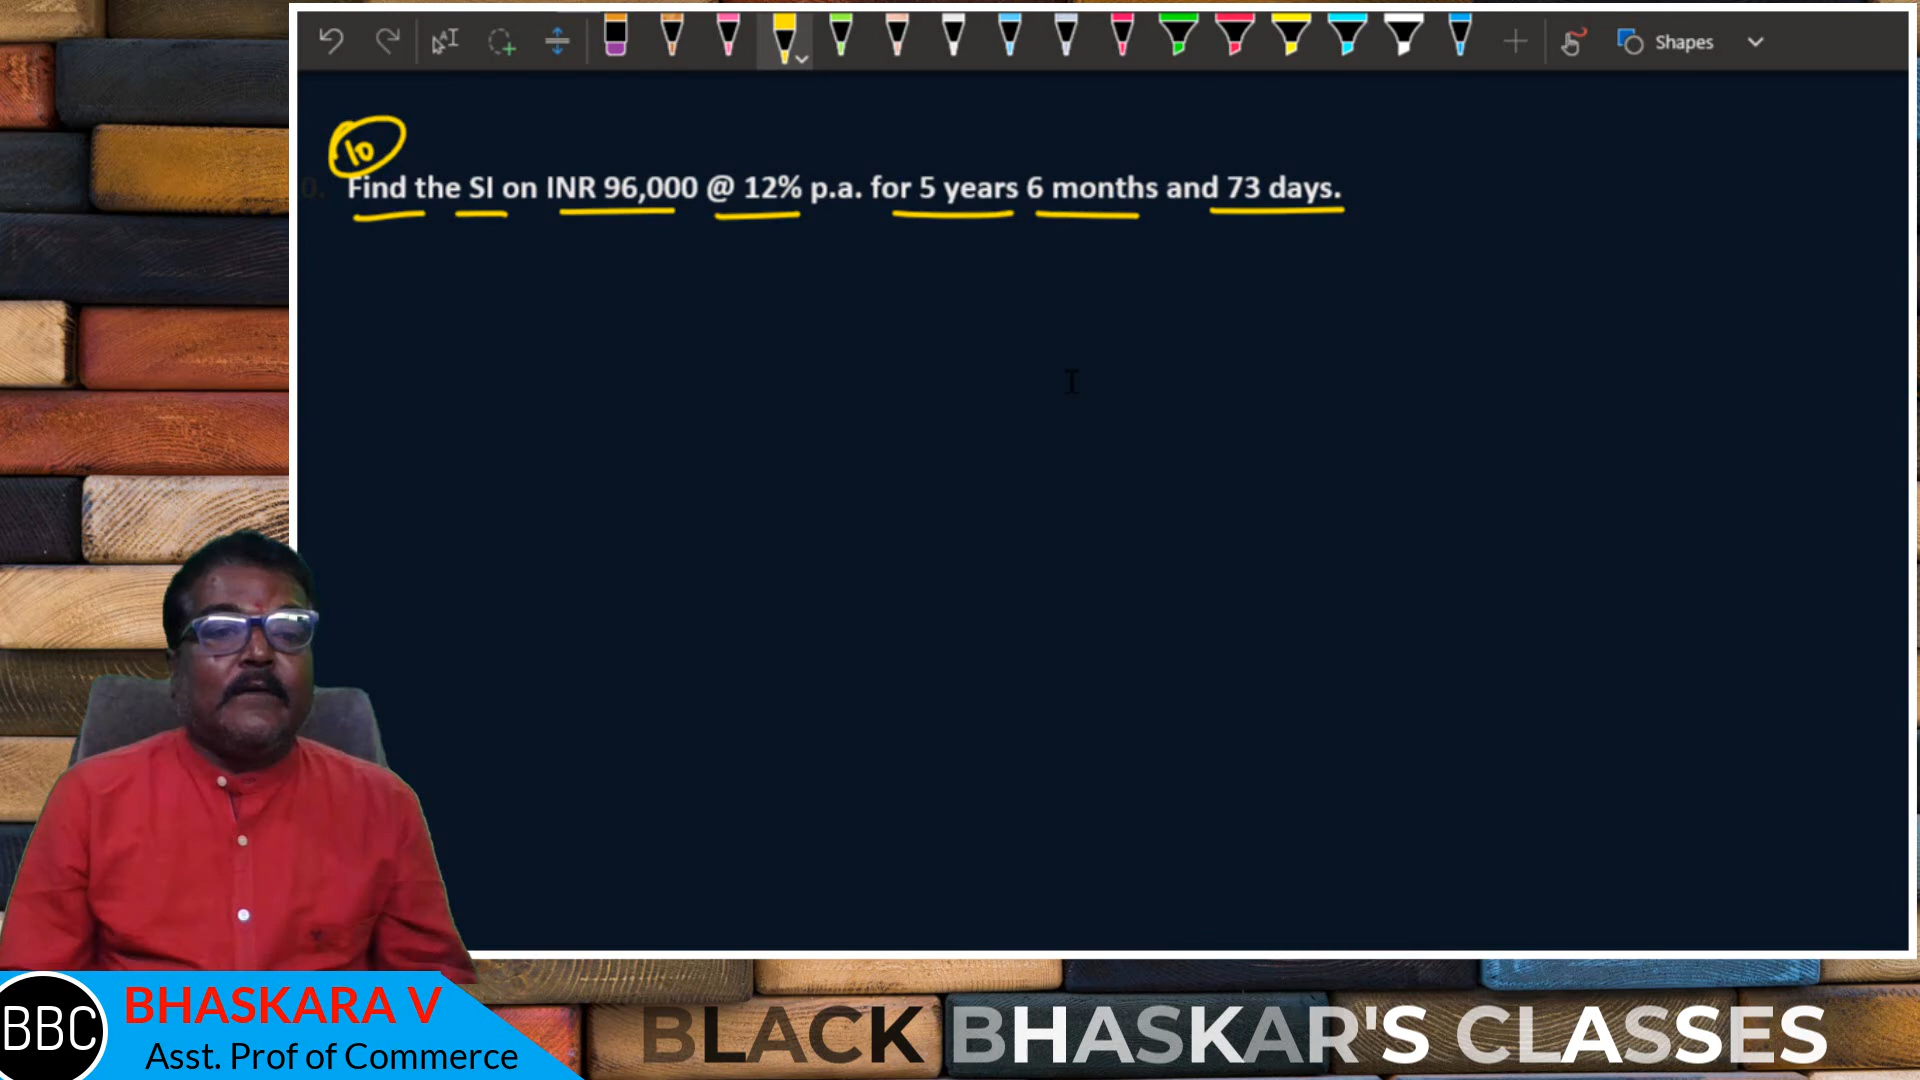 Shapes
10
0. Find the SI on INR 96,000 @ 12% p.a. for 5 years 6 months and 73 days.
BBC
BHASKARA V
Asst. Prof of Commerce
BLACK BHASKAR'S CLASSES